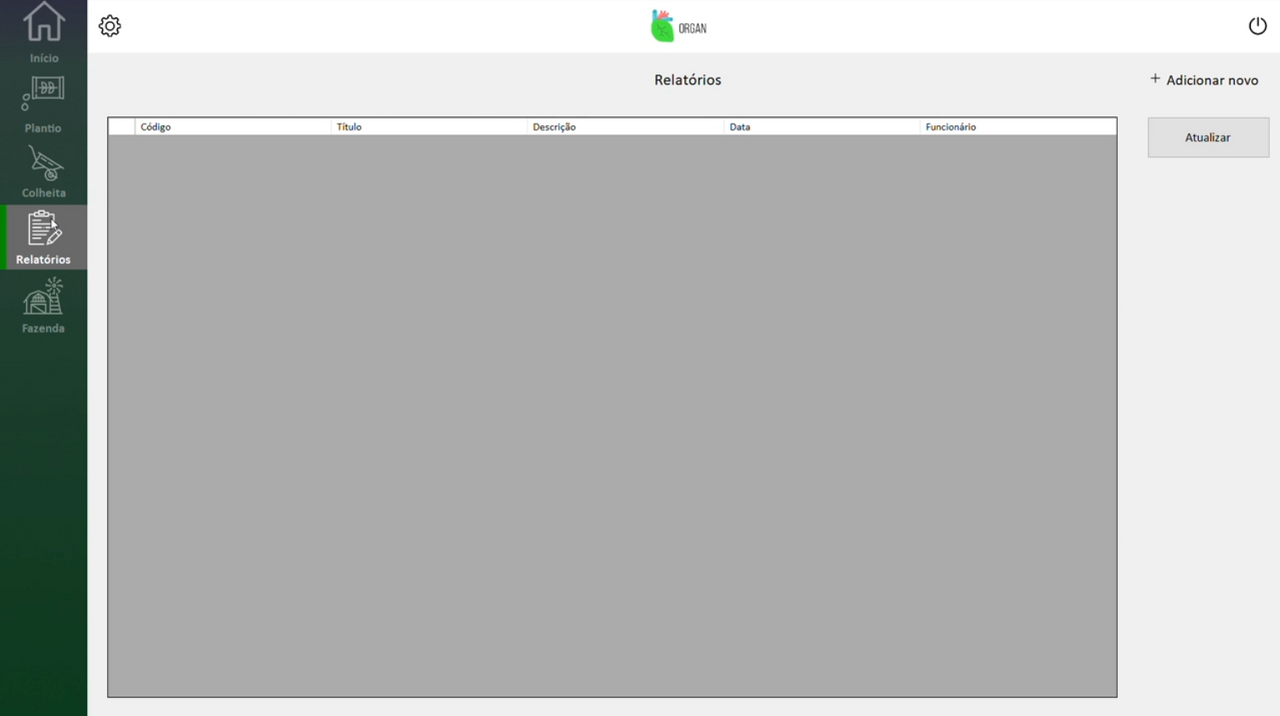 ORGAN
Início
Plantio
Colheita
Relatórios
Fazenda
Relatórios
+ Adicionar novo
Código Título Descrição Data Funcionário
Atualizar